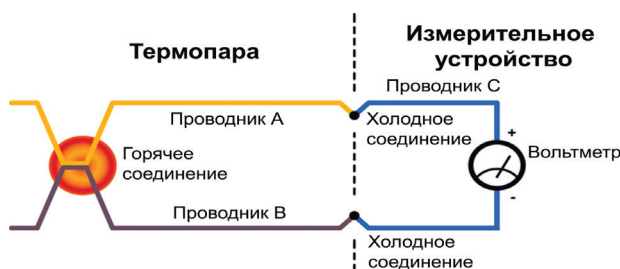 Термопара
Измерительное
устройство
Проводник С
Проводник А
Холодное
соединение
+
Вольтметр
-
Горячее
соединение
Проводник В
Холодное
соединение